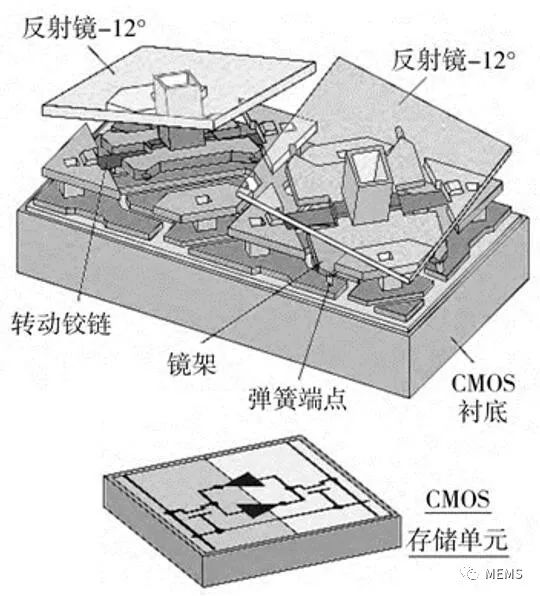 反射镜-12°
反射镜-12°
转动铰链
镜架
弹簧端点
CMOS
衬底
CMOS
存储单元
MEMS